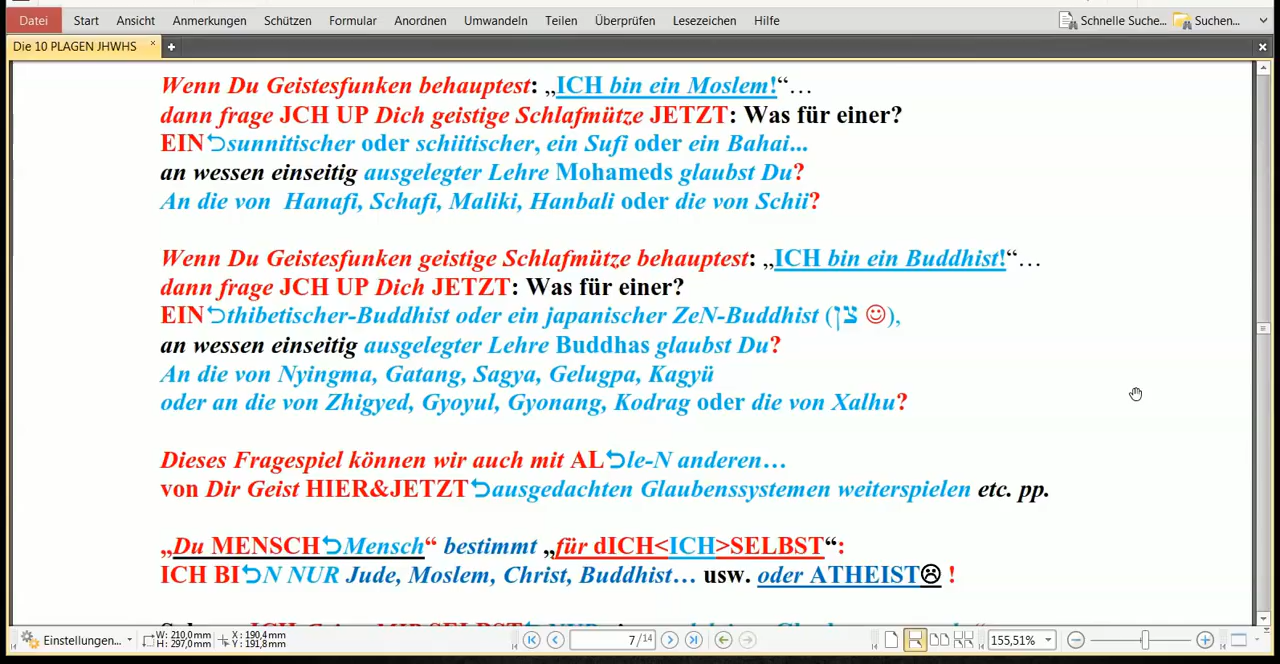 Datei Start Ansicht Anmerkungen Schützen Formular Anordnen Umwandeln Teilen Überprüfen Lesezeichen Hilfe Schnelle Suche... Suchen...
Die 10 PLAGEN JHWHS
Wenn Du Geistesfunken behauptest: „ICH bin ein Moslem!“…
dann frage JCH UP Dich geistige Schlafmütze JETZT: Was für einer?
EIN⮌sunnitischer oder schiitischer, ein Sufi oder ein Bahai...
an wessen einseitig ausgelegter Lehre Mohameds glaubst Du?
An die von Hanafi, Schafi, Maliki, Hanbali oder die von Schii?
Wenn Du Geistesfunken geistige Schlafmütze behauptest: „ICH bin ein Buddhist!“…
dann frage JCH UP Dich JETZT: Was für einer?
EIN⮌thibetischer-Buddhist oder ein japanischer ZeN-Buddhist (צן ☺),
an wessen einseitig ausgelegter Lehre Buddhas glaubst Du?
An die von Nyingma, Gatang, Sagya, Gelugpa, Kagyü
oder an die von Zhigyed, Gyoyul, Gyonang, Kodrag oder die von Xalhu?
Dieses Fragespiel können wir auch mit AL⮌le-N anderen…
von Dir Geist HIER&JETZT⮌ausgedachten Glaubenssystemen weiterspielen etc. pp.
„Du MENSCH⮌Mensch“ bestimmt „für dICH<ICH>SELBST“:
ICH BI⮌N NUR Jude, Moslem, Christ, Buddhist… usw. oder ATHEIST☹ !
Einstellungen... W: 210,0mm H: 297,0mm X: 190,4mm Y: 191,8mm 7/14 155,51%